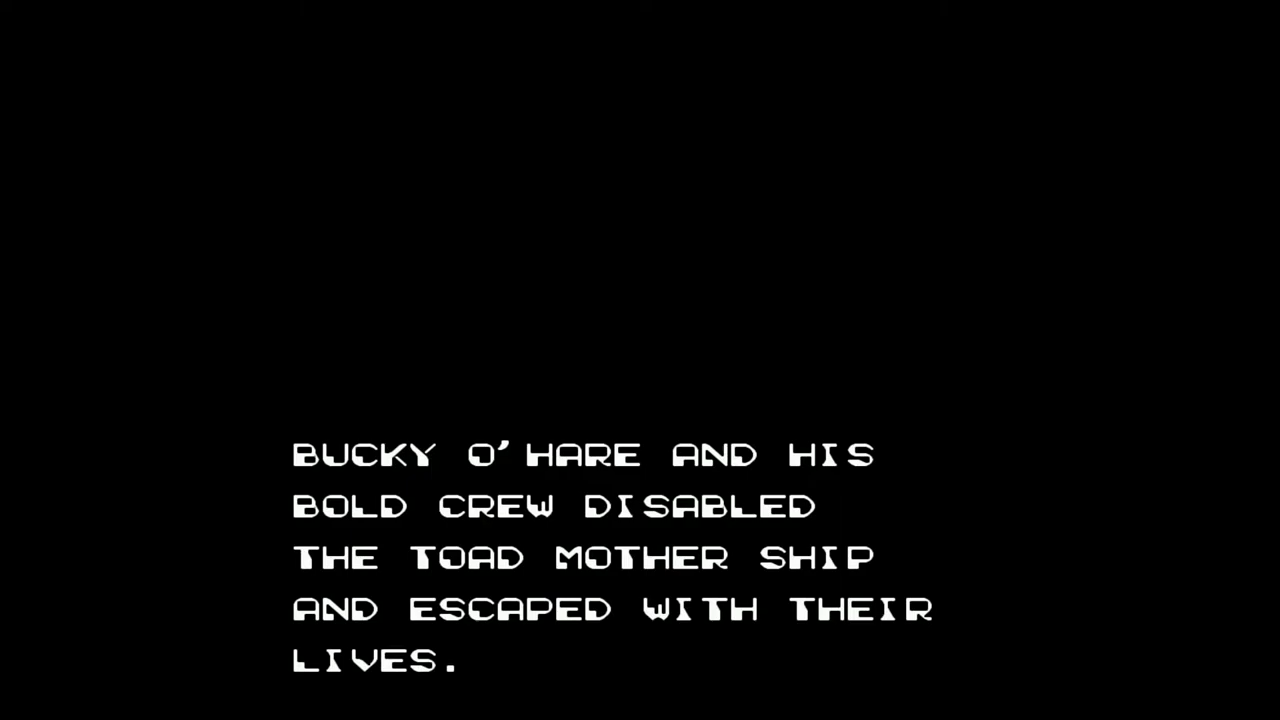 BUCKY O'HARE AND HIS
BOLD CREW DISABLED
THE TOAD MOTHER SHIP
AND ESCAPED WITH THEIR
LIVES.